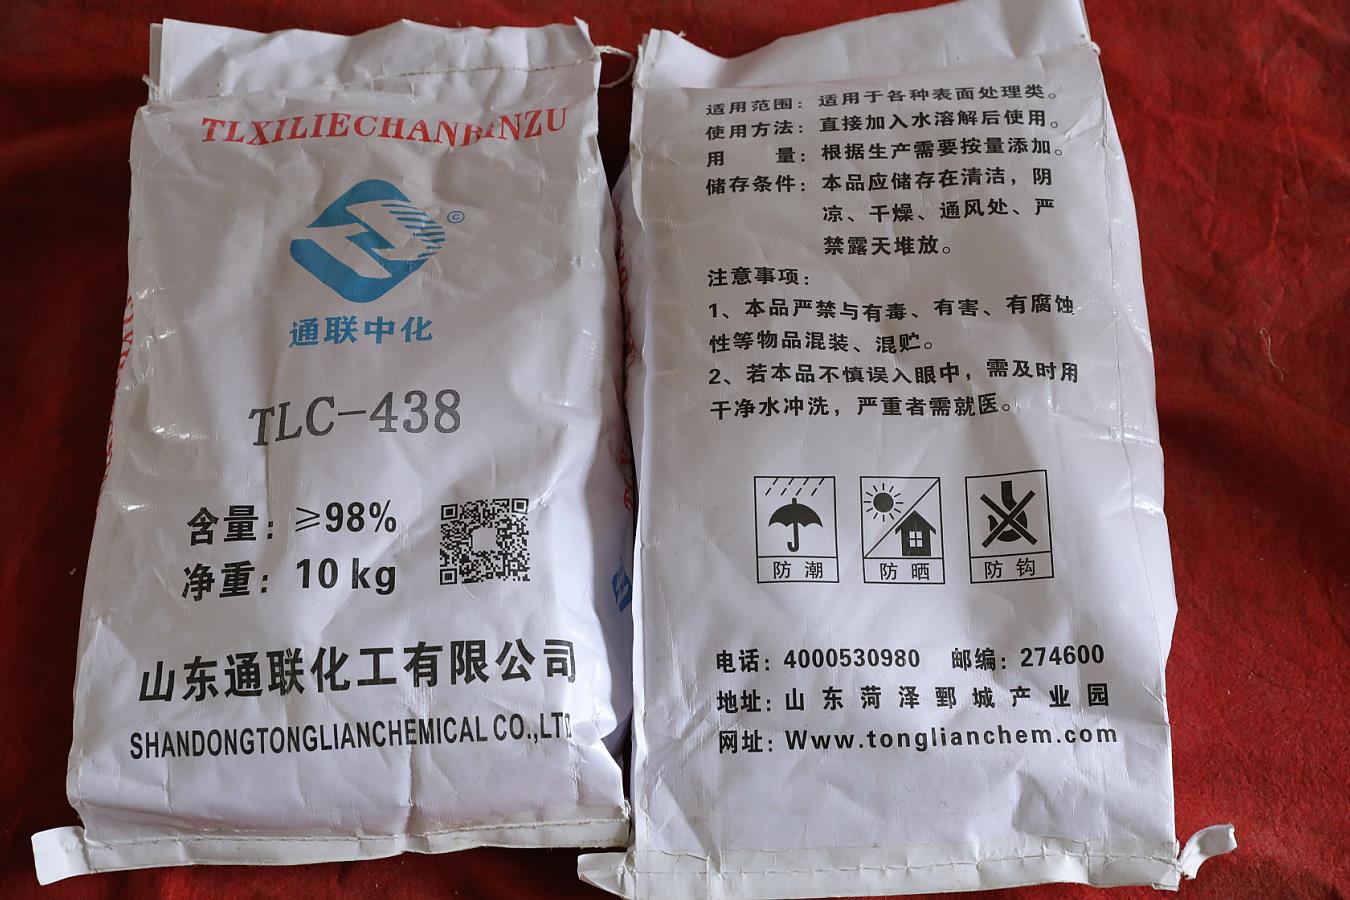 TLXILIECHANPINZU
©
通联中化
TLC-438
含量：≥98%
净重：10 kg
山东通联化工有限公司
SHANDONGTONGLIANCHEMICAL CO.,LTD
适用范围：适用于各种表面处理类。
使用方法：直接加入水溶解后使用。
用 量：根据生产需要按量添加。
储存条件：本品应储存在清洁，阴
凉、干燥、通风处、严
禁露天堆放。
注意事项：
1、本品严禁与有毒、有害、有腐蚀
性等物品混装、混贮。
2、若本品不慎误入眼中，需及时用
干净水冲洗，严重者需就医。
防潮
防晒
防钩
电话：4000530980 邮编：274600
地址：山东菏泽鄄城产业园
网址：Www.tonglianchem.com